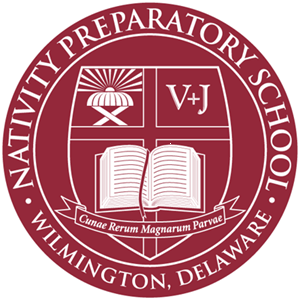 • NATIVITY PREPARATORY SCHOOL •
V+J
Cunae Rerum Magnarum Parvae
WILMINGTON, DELAWARE